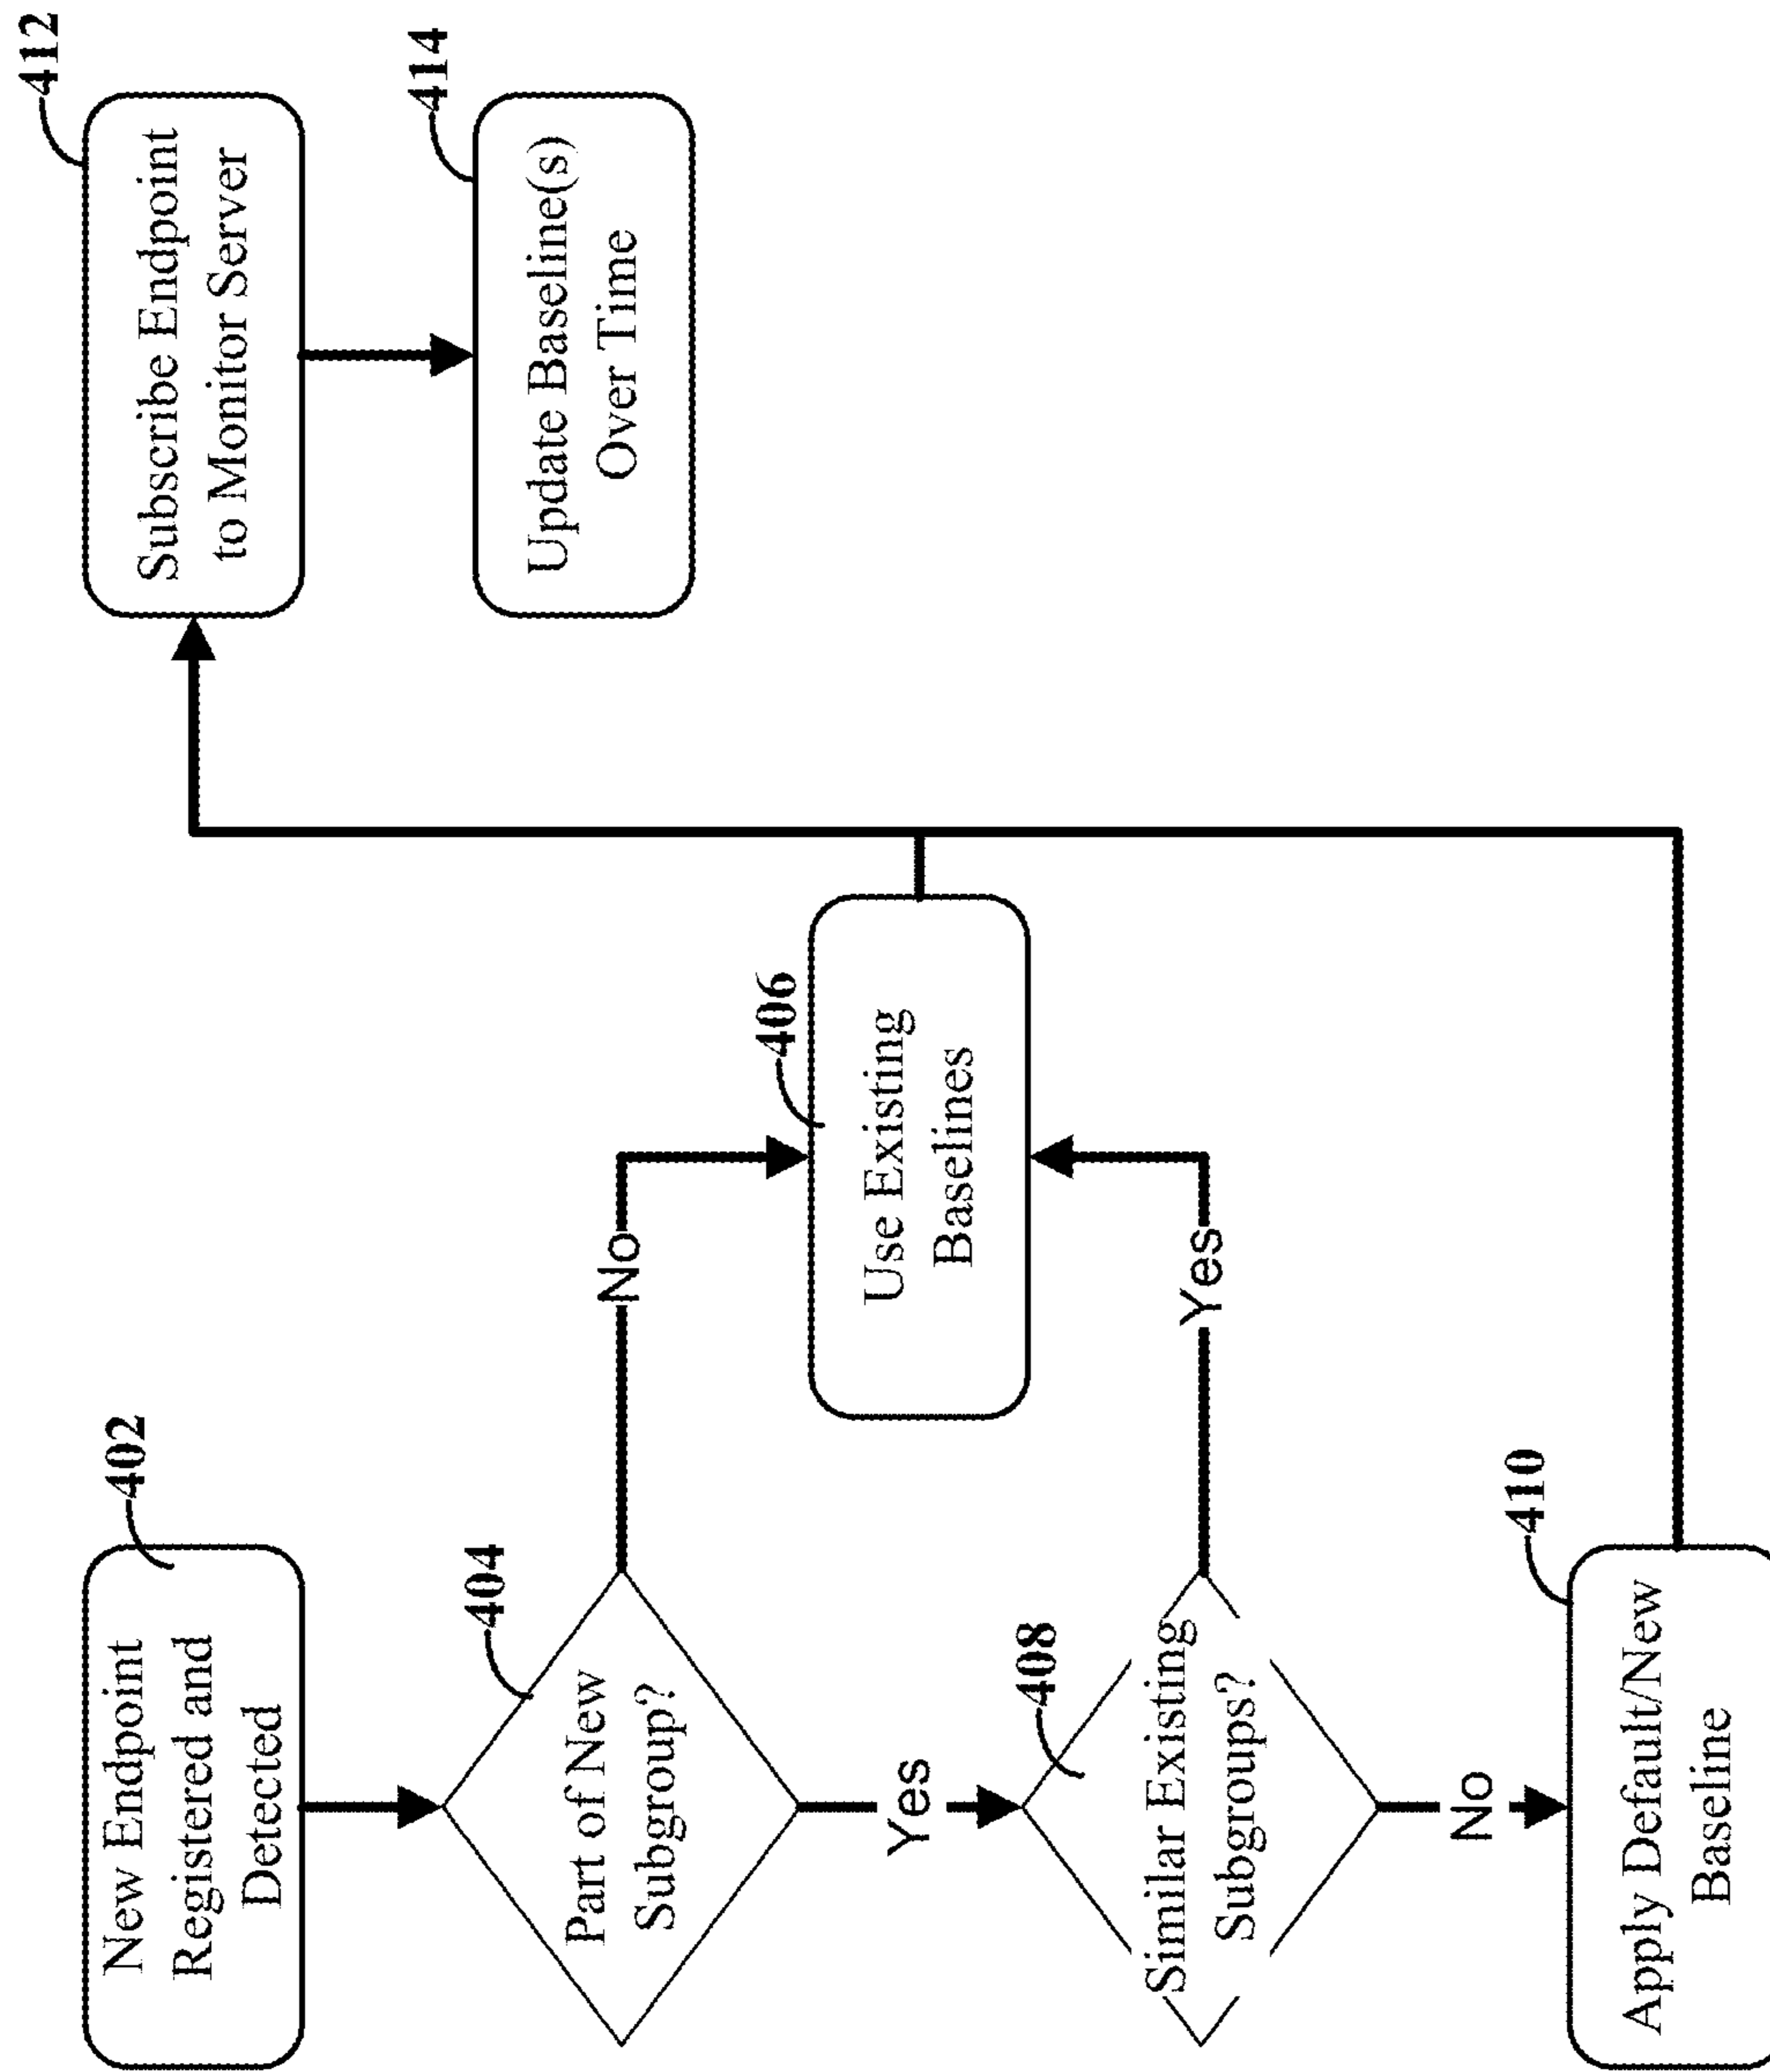 402
New Endpoint
Registered and
Detected
404
Part of New
Subgroup?
No
Yes
406
Use Existing
Baselines
408
Similar Existing
Subgroups?
Yes
No
410
Apply Default/New
Baseline
412
Subscribe Endpoint
to Monitor Server
414
Update Baseline(s)
Over Time